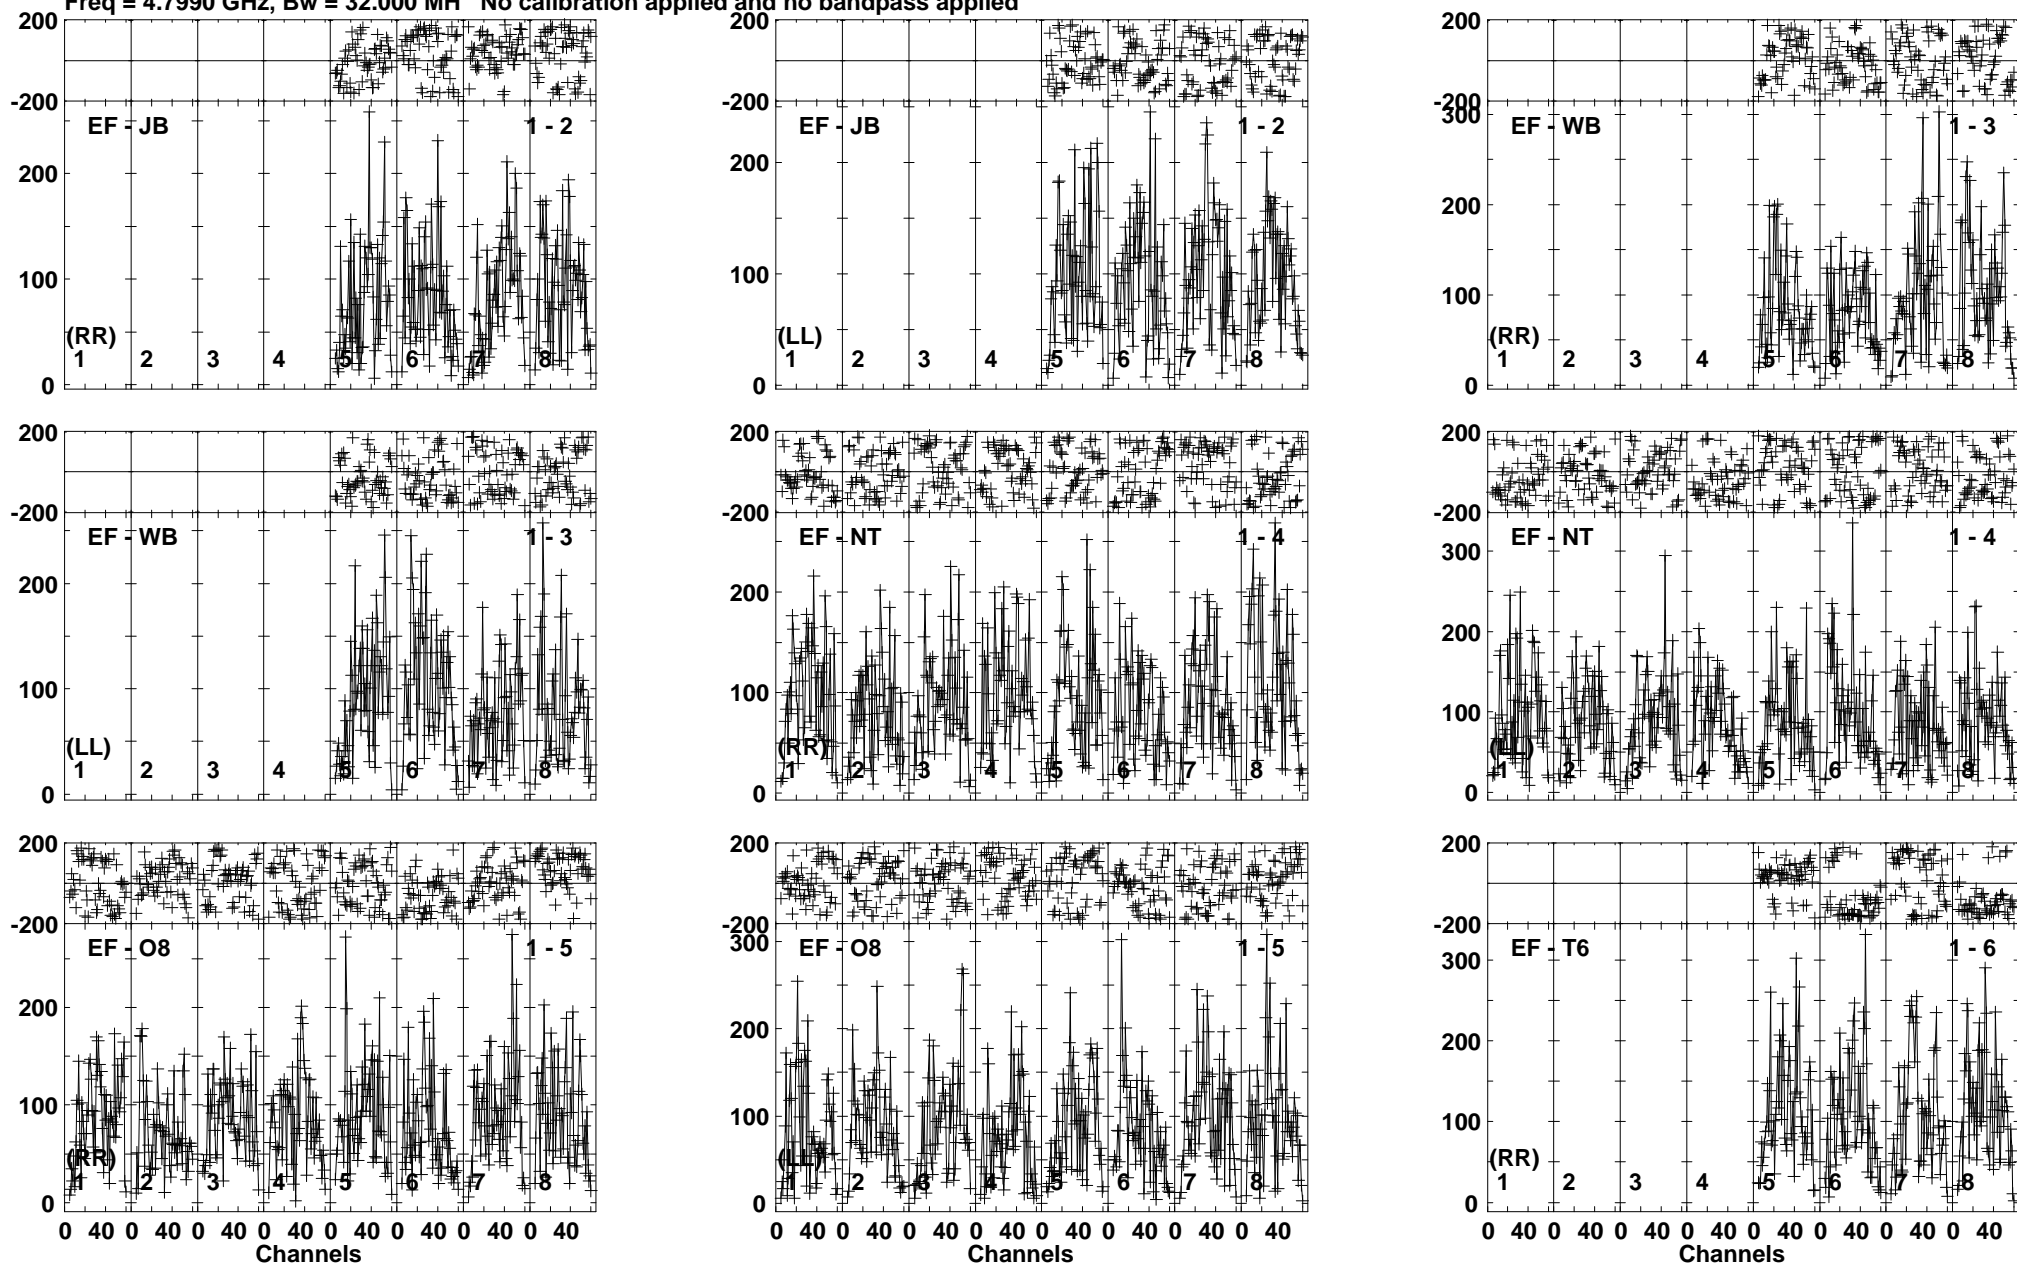 Freq = 4.7990 GHz, Bw = 32.000 MH No calibration applied and no bandpass applied
200 200 200
-200 -200 -200
EF - JB 1 - 2 EF - JB 1 - 2 300 EF - WB 1 - 3
200 200 200
100 100 100
(RR) (LL) (RR)
1 2 3 4 5 6 7 8 1 2 3 4 5 6 7 8 1 2 3 4 5 6 7 8
0 0 0
200 200 200
-200 -200 -200
EF - WB 1 - 3 EF - NT 1 - 4 EF - NT 1 - 4
300
200 200 200
100 100 100
(LL) (RR) (LL)
1 2 3 4 5 6 7 8 1 2 3 4 5 6 7 8 1 2 3 4 5 6 7 8
0 0 0
200 200 200
-200 -200 -200
EF - O8 1 - 5 300 EF - O8 1 - 5 300 EF - T6 1 - 6
200 200 200
100 100 100
(RR) (LL) (RR)
1 2 3 4 5 6 7 8 1 2 3 4 5 6 7 8 1 2 3 4 5 6 7 8
0 0 0
0 40 0 40 0 40 0 40 0 40 0 40 0 40 0 40 0 40 0 40 0 40 0 40 0 40 0 40 0 40 0 40 0 40 0 40 0 40 0 40 0 40 0 40 0 40 0 40
Channels Channels Channels